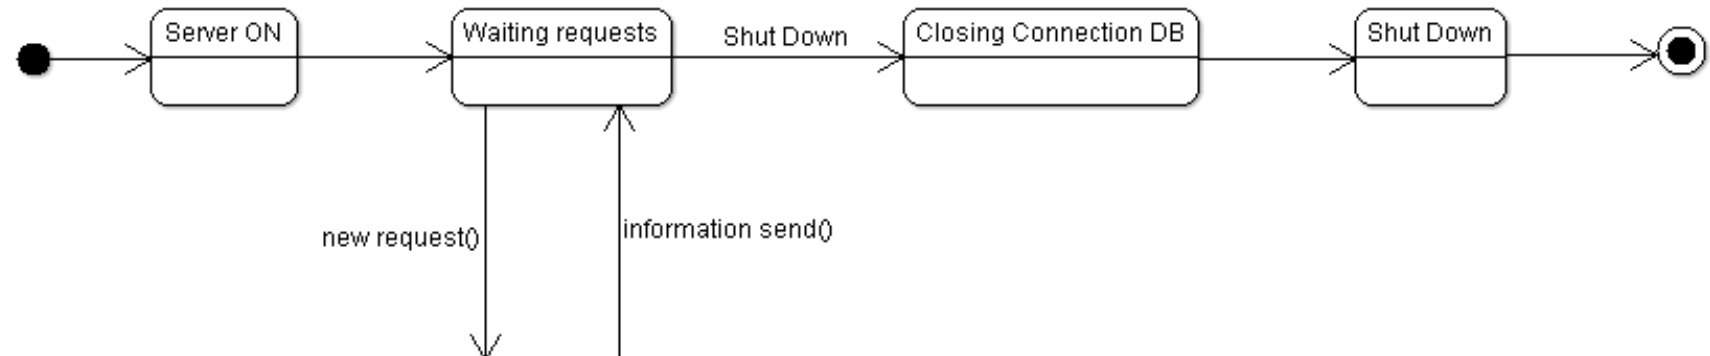 Server ON
Waiting requests
Shut Down
Closing Connection DB
Shut Down
new request()
information send()